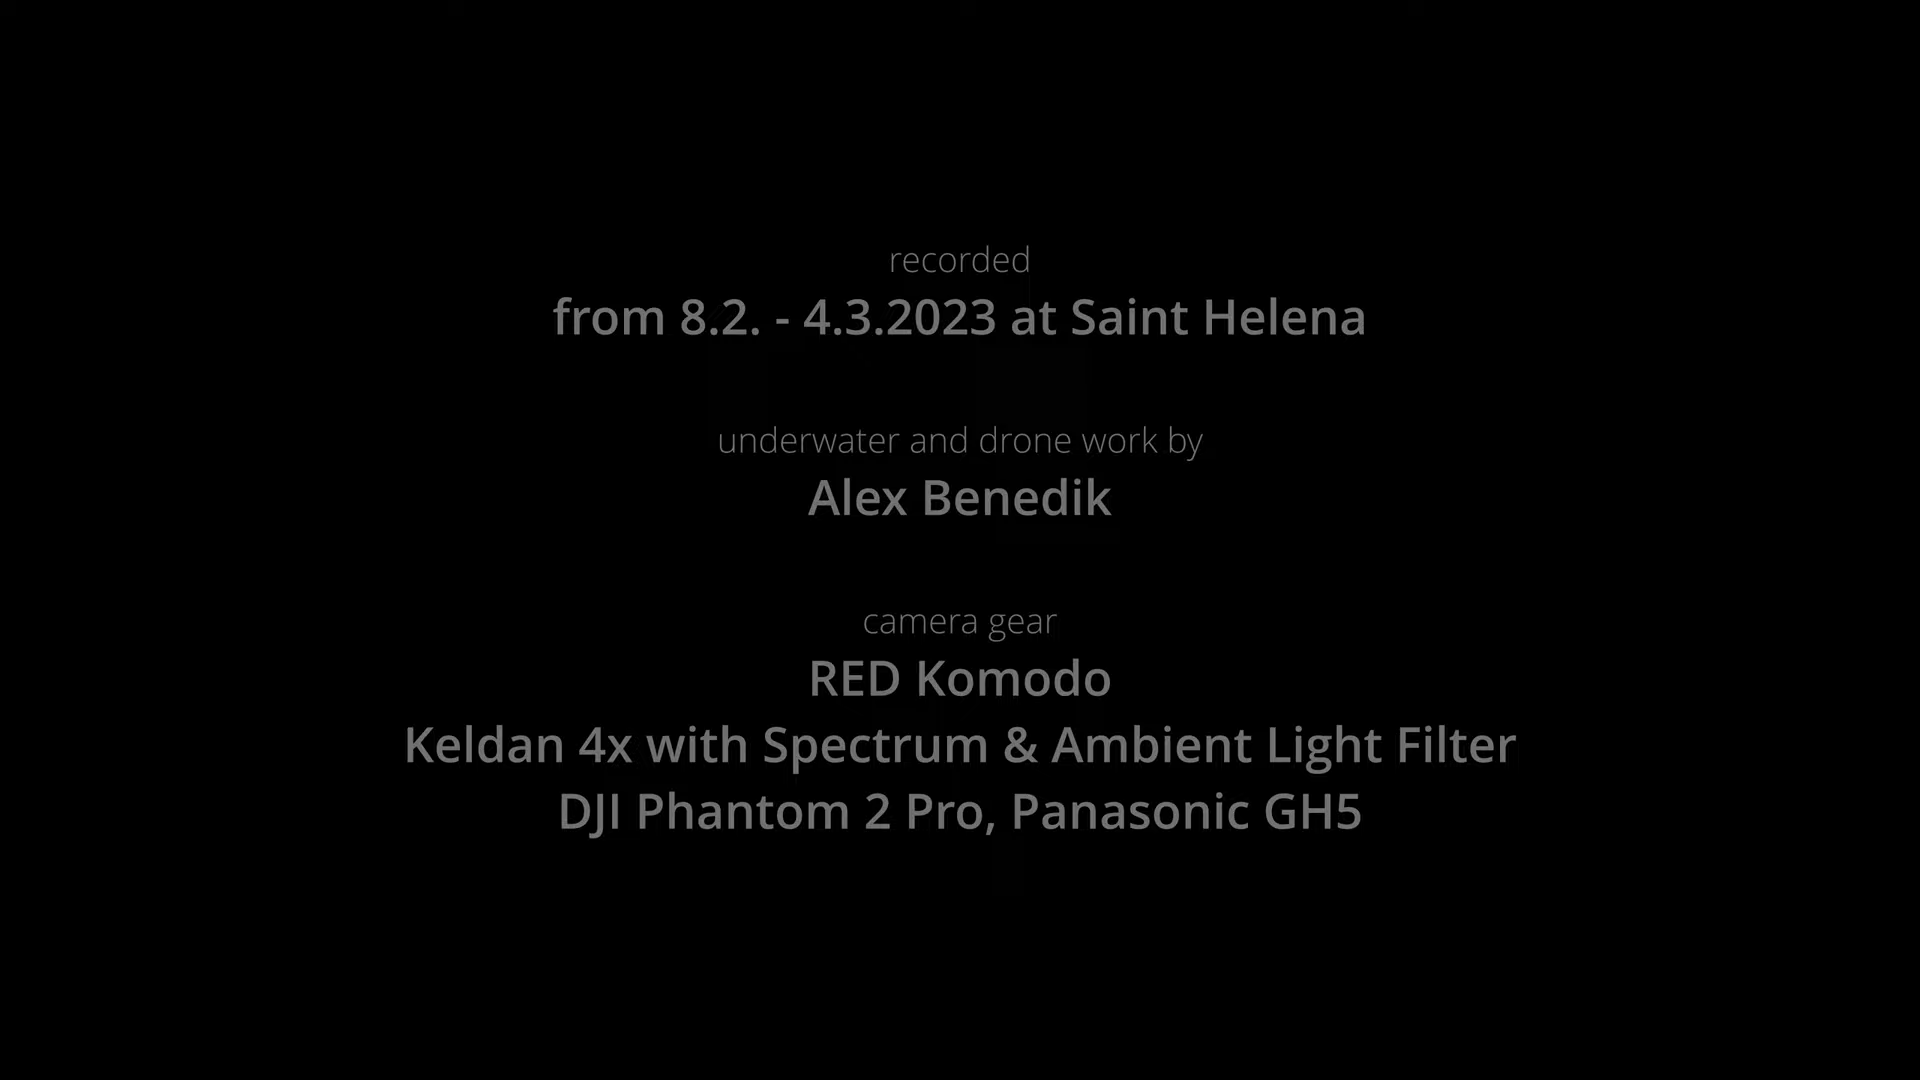 recorded
from 8.2. - 4.3.2023 at Saint Helena
underwater and drone work by
Alex Benedik
camera gear
RED Komodo
Keldan 4x with Spectrum & Ambient Light Filter
DJI Phantom 2 Pro, Panasonic GH5